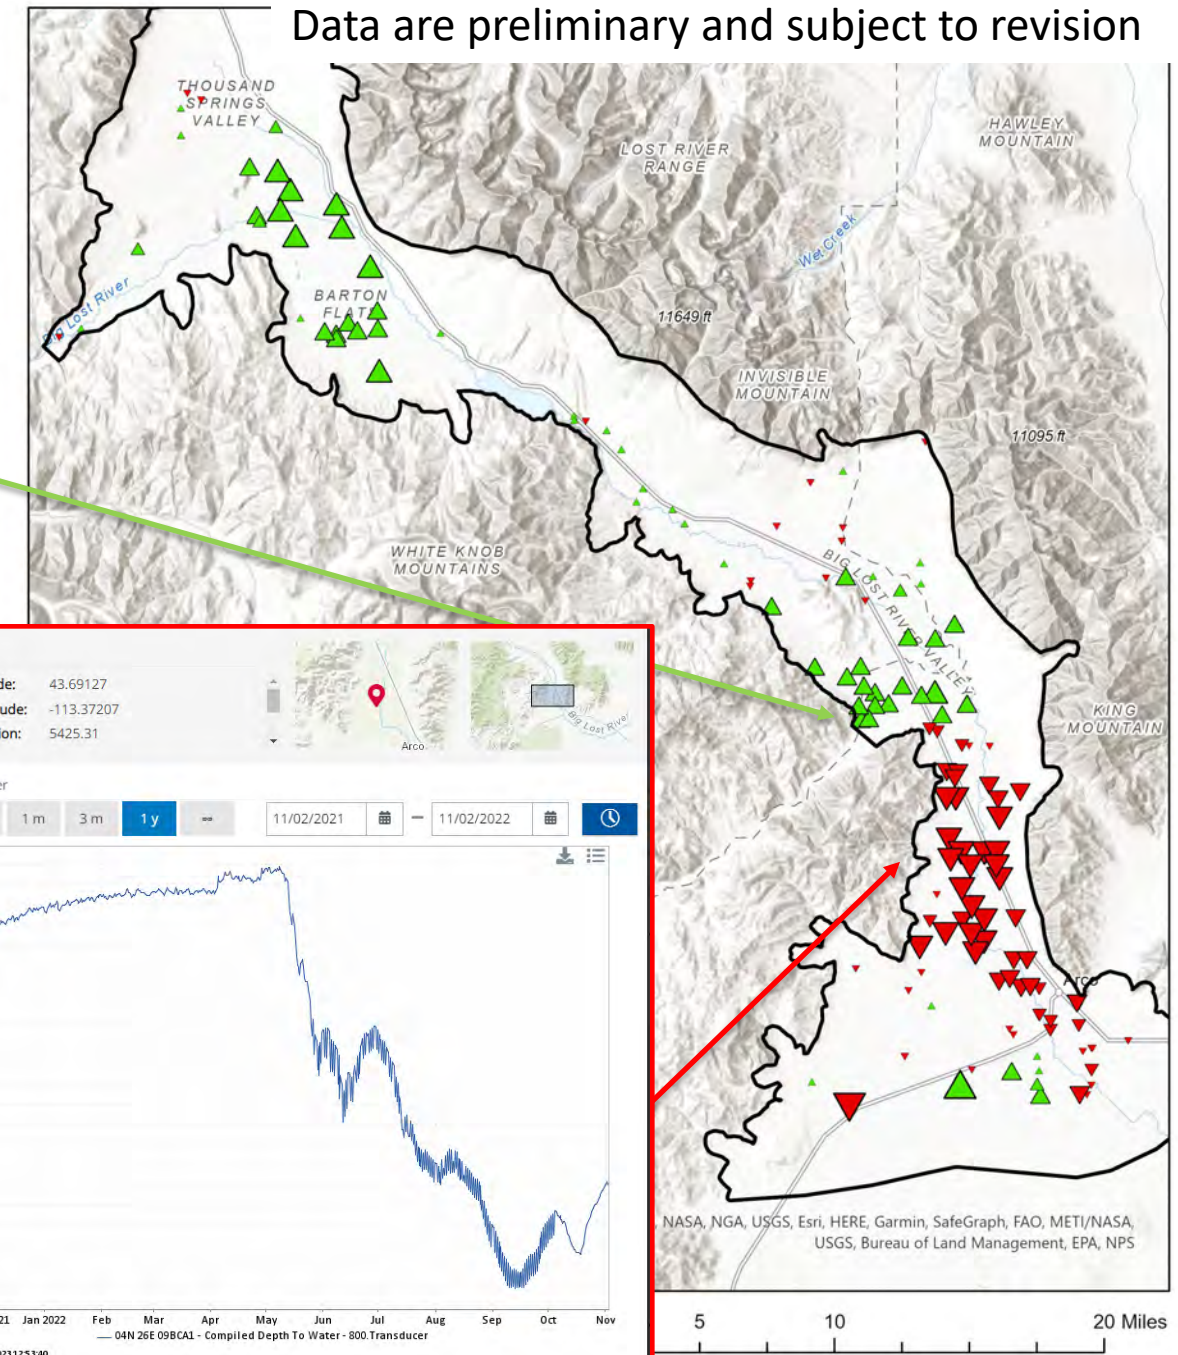 Data are preliminary and subject to revision
THOUSAND
SPRINGS
VALLEY
HAWLEY
MOUNTAIN
LOST RIVER
RANGE
Wet Creek
Big Lost River
BARTON
FLAT
11649 ft
INVISIBLE
MOUNTAIN
11095 ft
WHITE KNOB
MOUNTAINS
BIG LOST RIVER VALLEY
KING
MOUNTAIN
Arco
de: 43.69127
ude: -113.37207
ion: 5425.31
Arco
Big Lost River
er
1 m 3 m 1 y ∞ 11/02/2021 – 11/02/2022
21 Jan 2022 Feb Mar Apr May Jun Jul Aug Sep Oct Nov
04N 26E 09BCA1 - Compiled Depth To Water - 800.Transducer
NASA, NGA, USGS, Esri, HERE, Garmin, SafeGraph, FAO, METI/NASA,
USGS, Bureau of Land Management, EPA, NPS
5 10 20 Miles